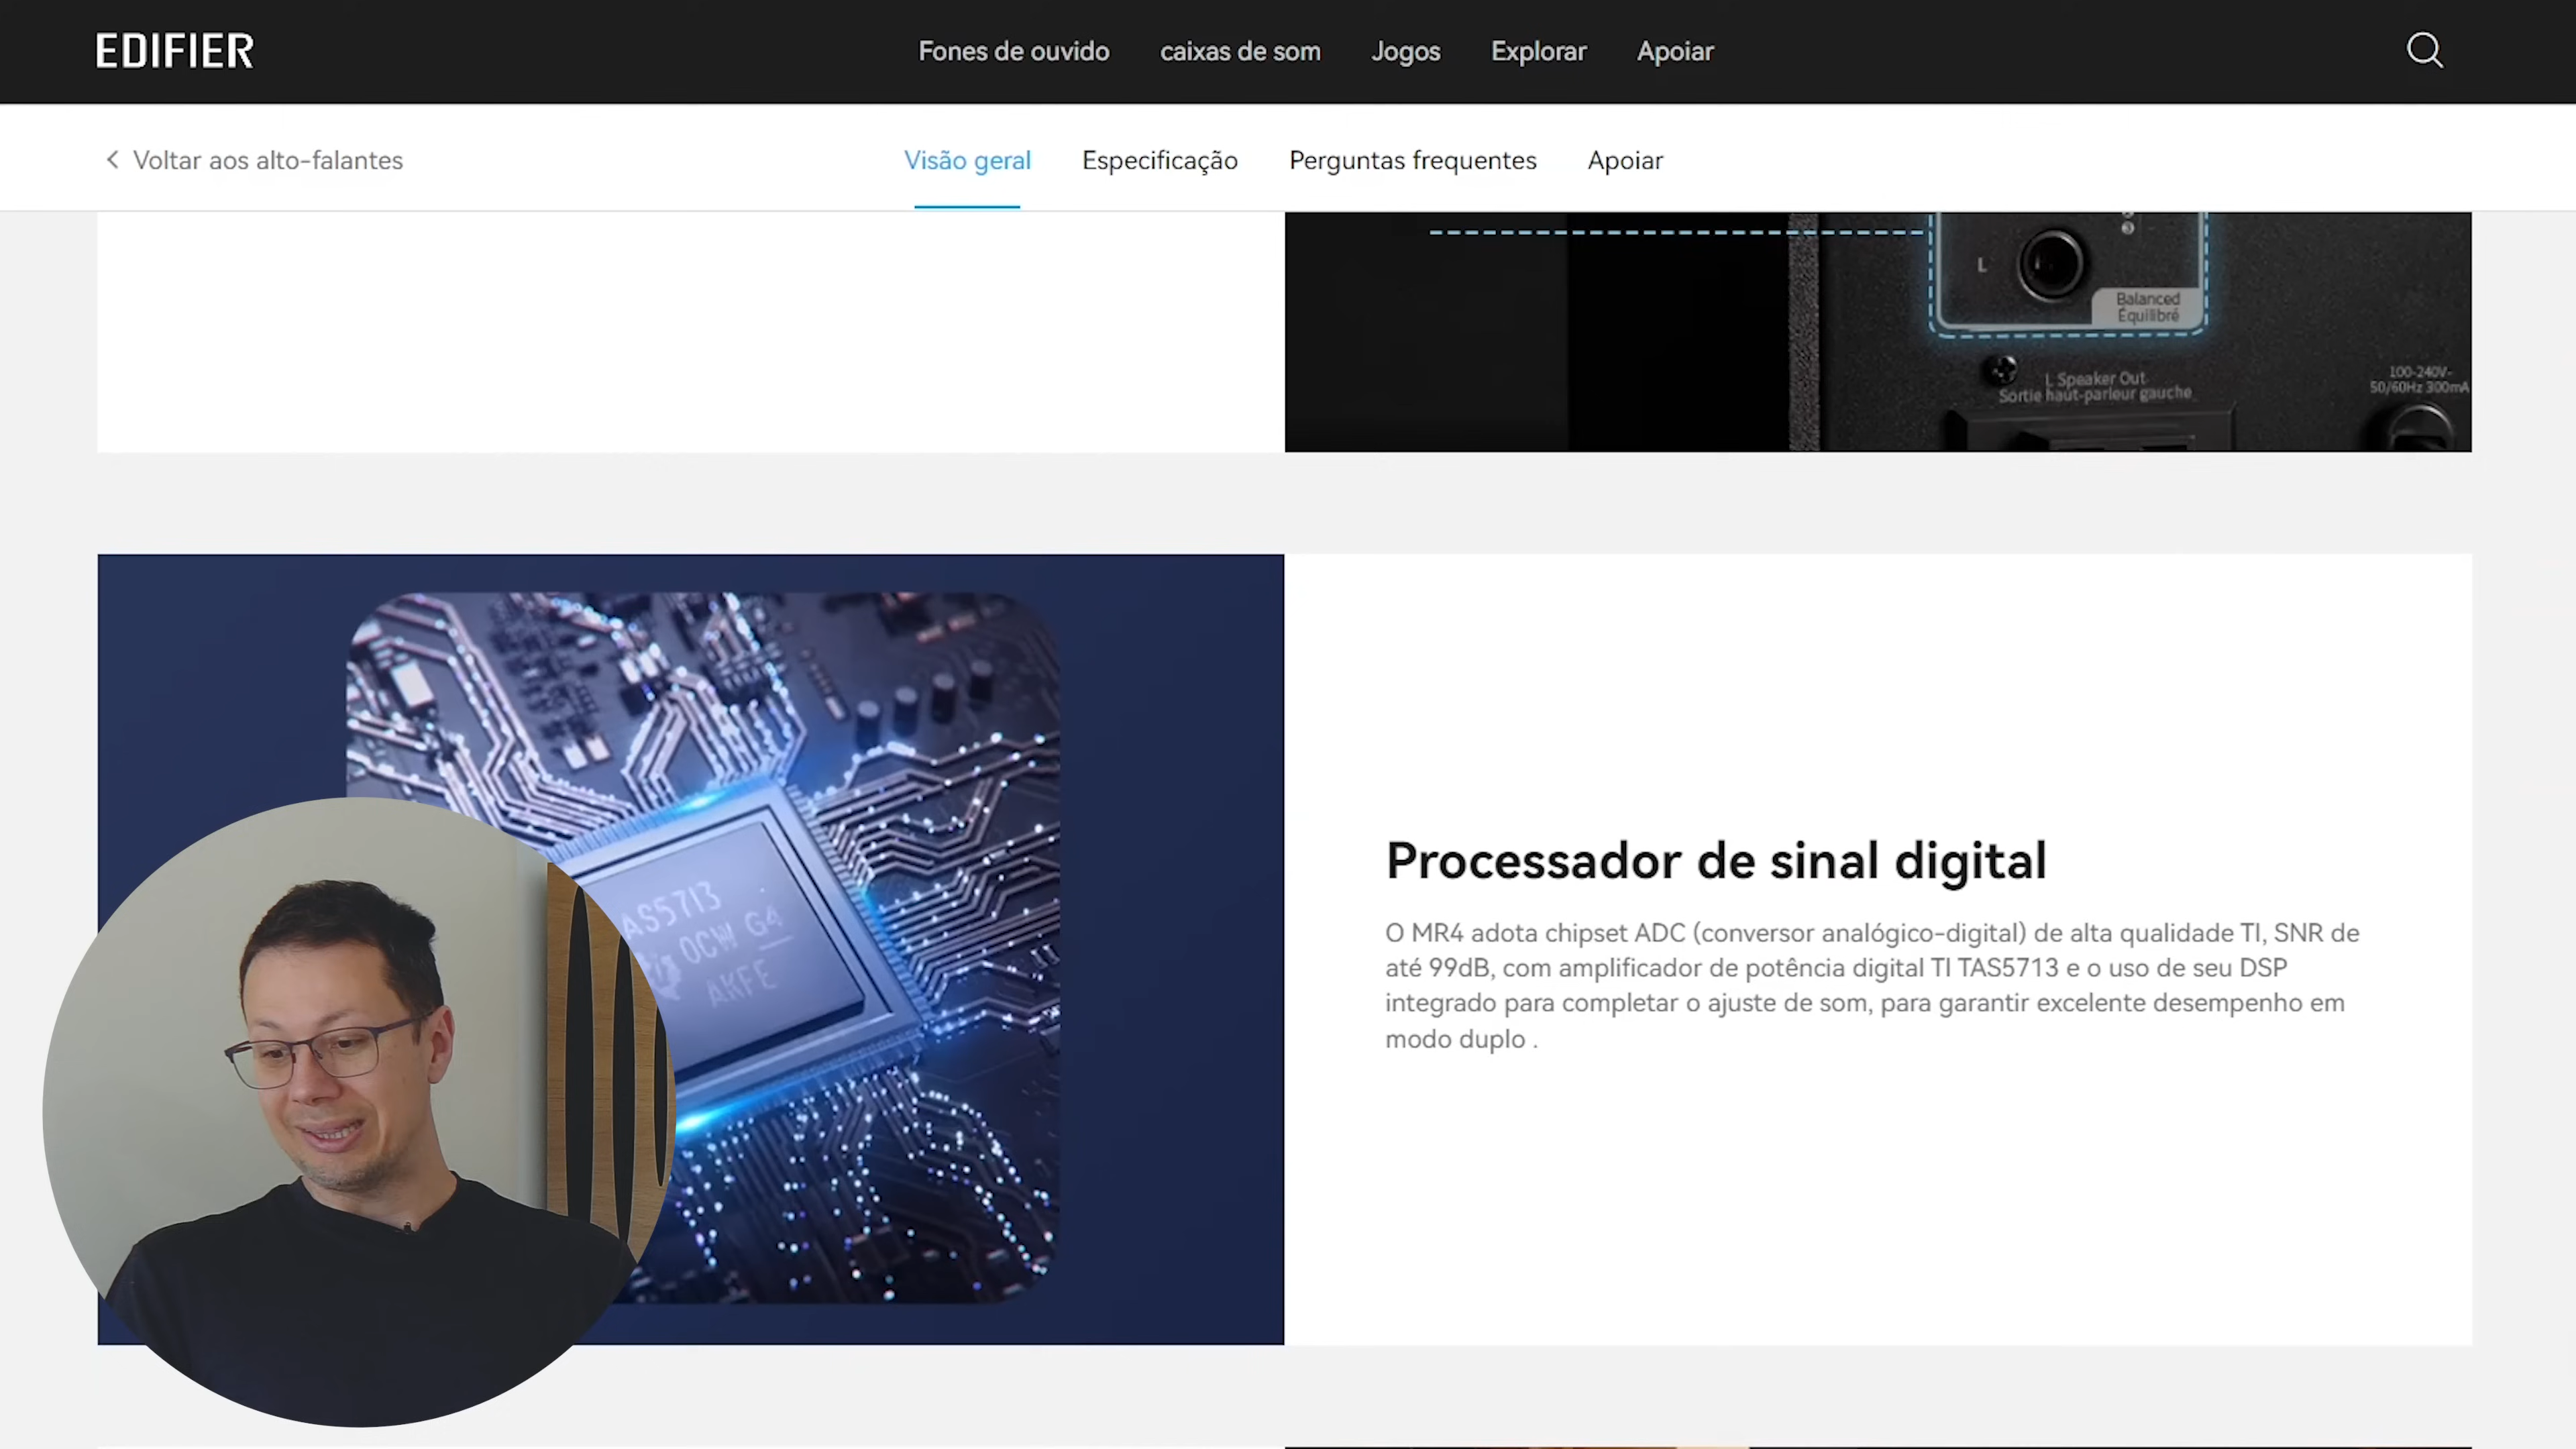 EDIFIER
Fones de ouvido
caixas de som
Jogos
Explorar
Apoiar
Voltar aos alto-falantes
Visão geral
Especificação
Perguntas frequentes
Apoiar
L
Balanced
Équilibré
L Speaker Out
Sortie haut-parleur gauche
100-240V~
50/60Hz 300mA
AS5713
0CW G4
AKFE
Processador de sinal digital
O MR4 adota chipset ADC (conversor analógico-digital) de alta qualidade TI, SNR de
até 99dB, com amplificador de potência digital TI TAS5713 e o uso de seu DSP
integrado para completar o ajuste de som, para garantir excelente desempenho em
modo duplo .